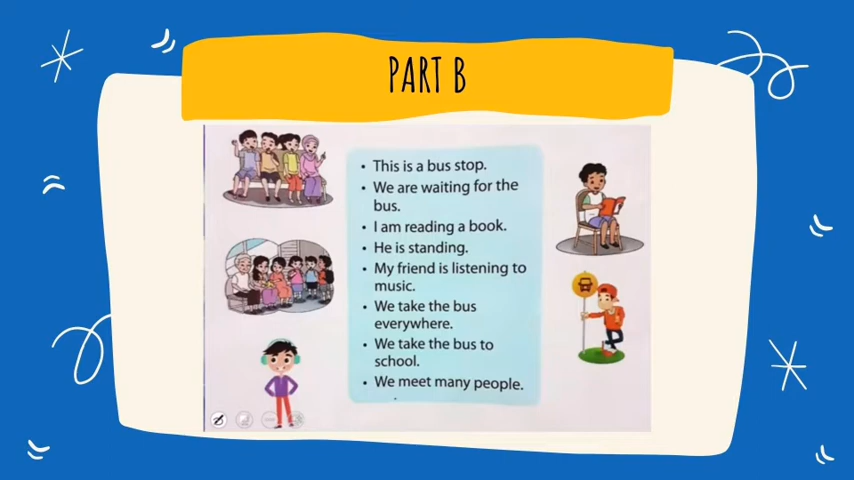 PART B
• This is a bus stop.
• We are waiting for the
bus.
• I am reading a book.
• He is standing.
• My friend is listening to
music.
• We take the bus
everywhere.
• We take the bus to
school.
• We meet many people.